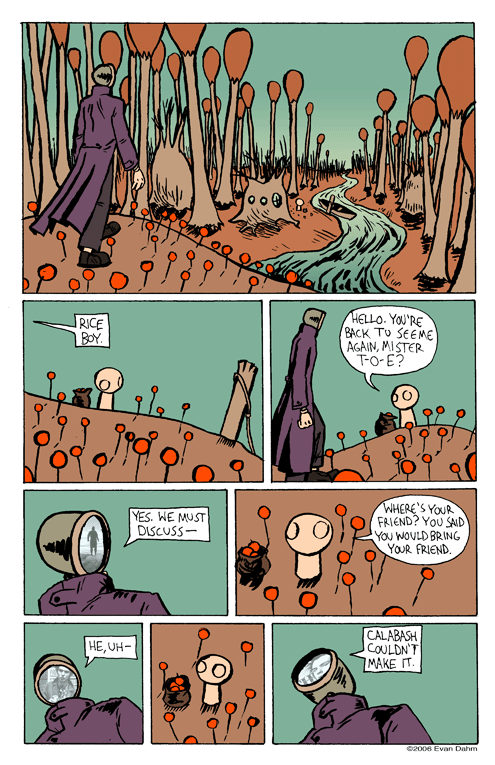 RICE
BOY.
HELLO. YOU'RE
BACK TO SEE ME
AGAIN, MISTER
T-O-E?
YES. WE MUST
DISCUSS—
WHERE'S YOUR
FRIEND? YOU SAID
YOU WOULD BRING
YOUR FRIEND.
HE, UH-
CALABASH
COULDN'T
MAKE IT.
©2006 Evan Dahm